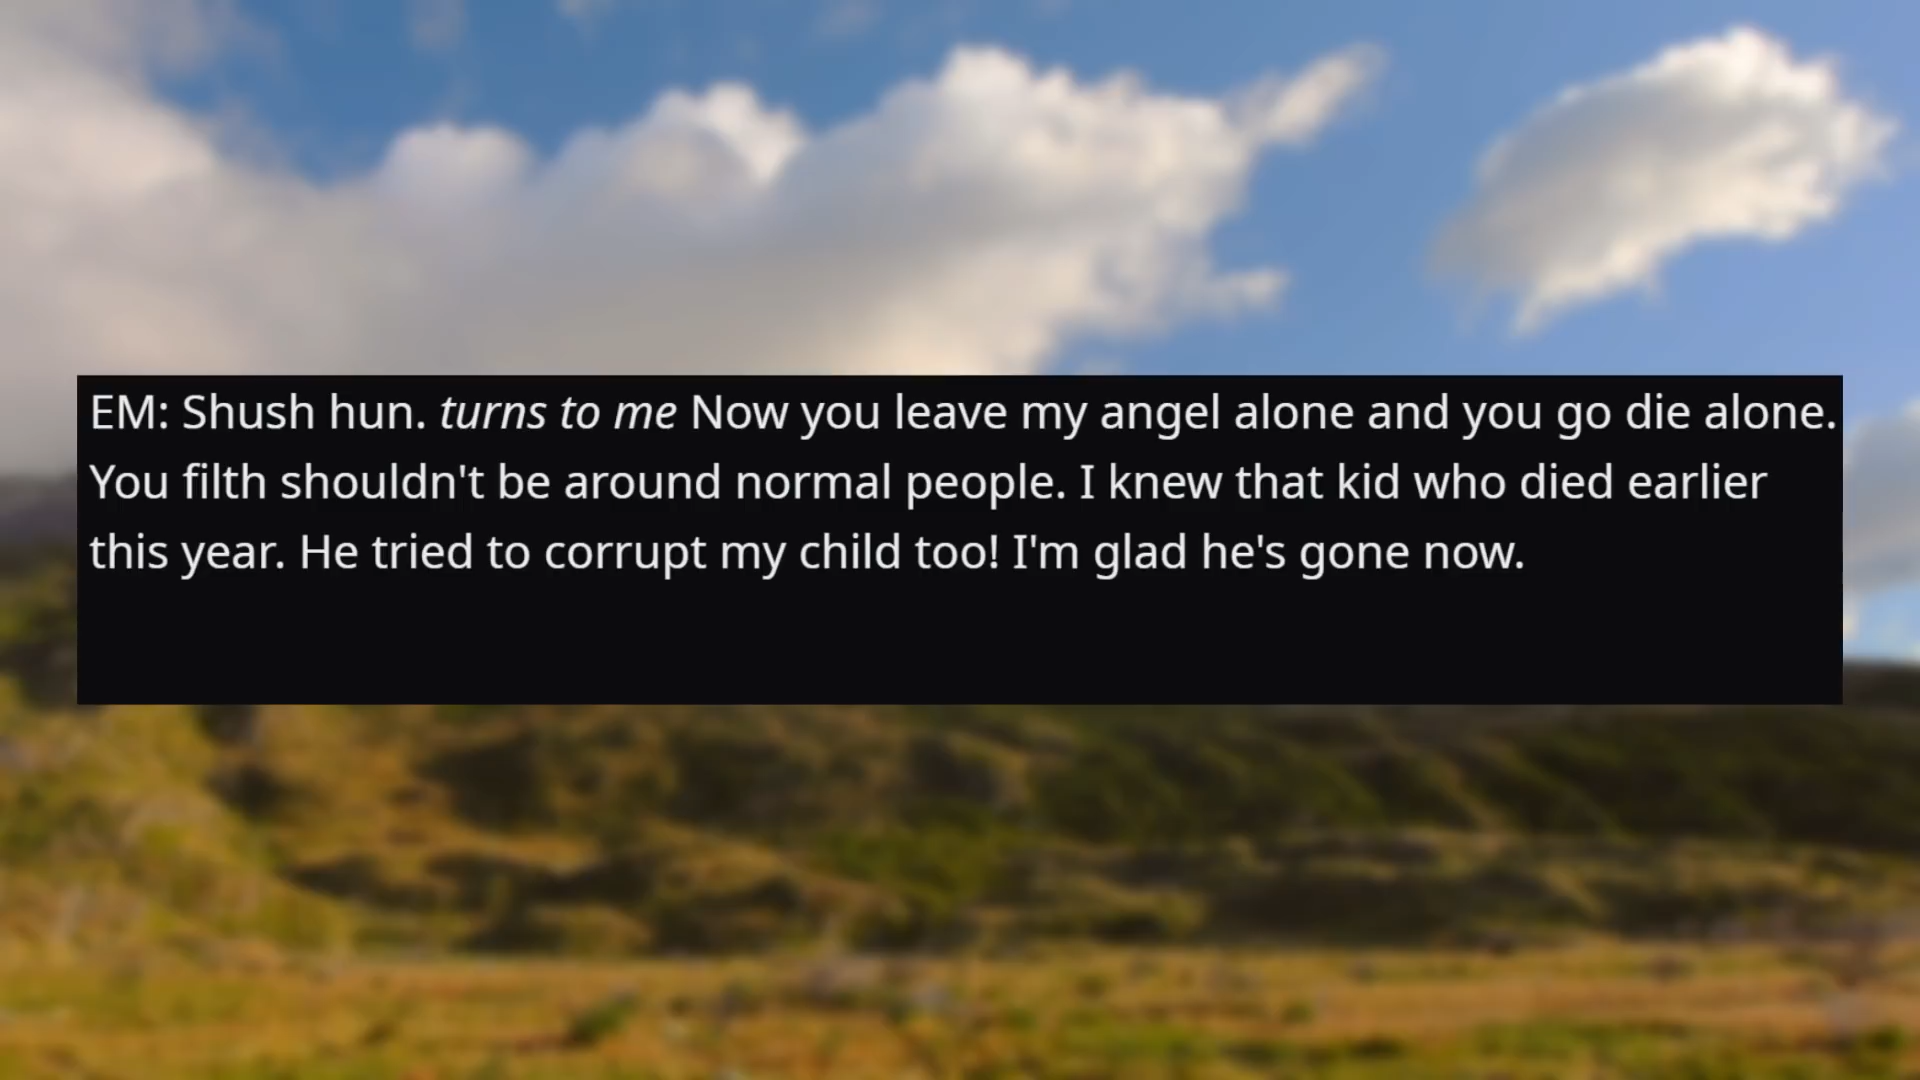 EM: Shush hun. turns to me Now you leave my angel alone and you go die alone.
You filth shouldn't be around normal people. I knew that kid who died earlier
this year. He tried to corrupt my child too! I'm glad he's gone now.